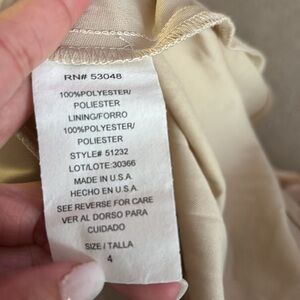 RN# 53048
100%POLYESTER/
POLIESTER
LINING/FORRO
100%POLYESTER/
POLIESTER
STYLE# 51232
LOT/LOTE: 30366
MADE IN U.S.A.
HECHO EN U.S.A.
SEE REVERSE FOR CARE
VER AL DORSO PARA
CUIDADO
SIZE / TALLA
4